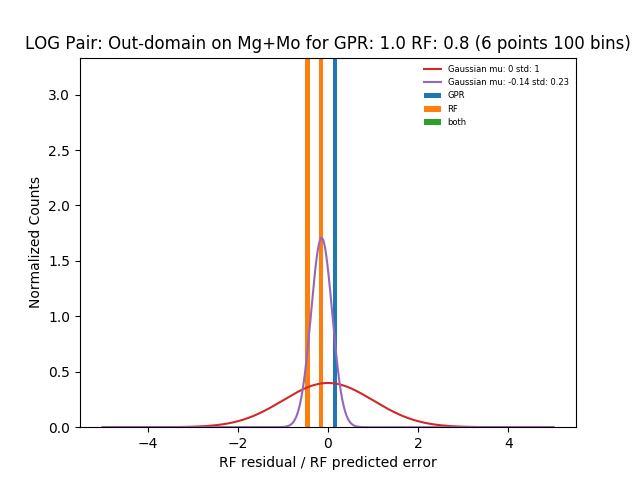 LOG Pair: Out-domain on Mg+Mo for GPR: 1.0 RF: 0.8 (6 points 100 bins)
Gaussian mu: 0 std: 1
Gaussian mu: -0.14 std: 0.23
GPR
RF
both
Normalized Counts
3.0
2.5
2.0
1.5
1.0
0.5
0.0
−4 −2 0 2 4
RF residual / RF predicted error